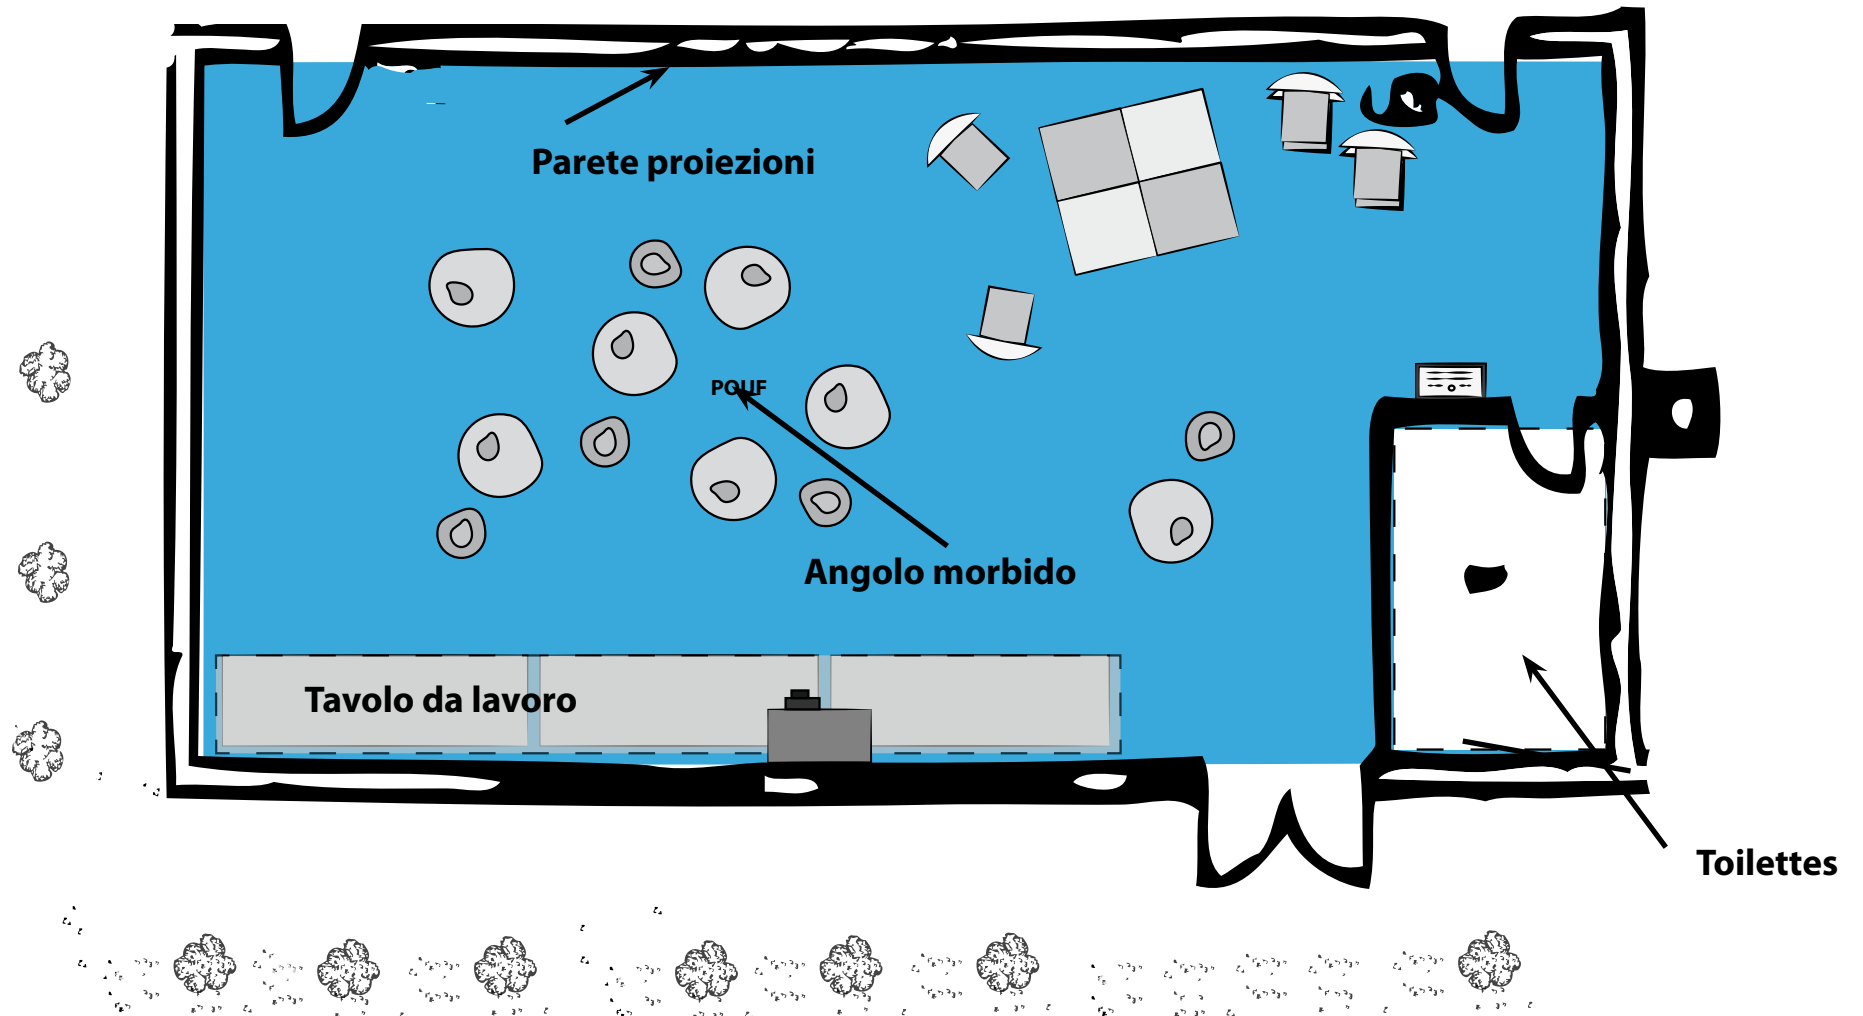 Parete proiezioni
POUF
Angolo morbido
Tavolo da lavoro
Toilettes